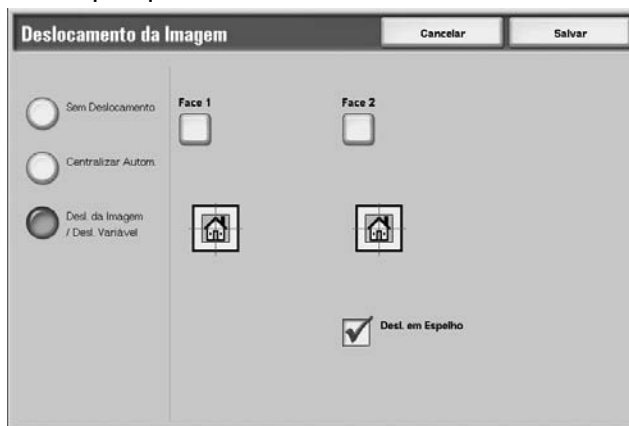 Deslocamento da Imagem
Cancelar
Salvar
Sem Deslocamento
Centralizar Autom.
Desl. da Imagem
/ Desl. Variável
Face 1
Face 2
Desl. em Espelho